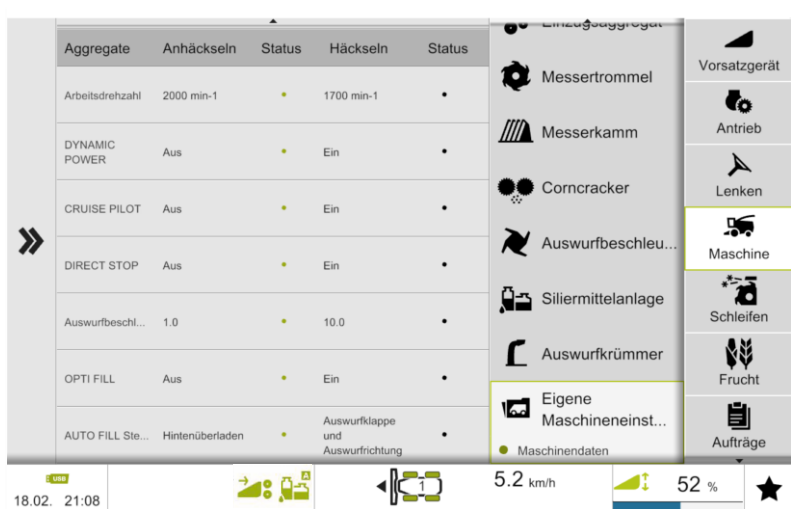 Aggregate Anhäckseln Status Häckseln Status
Arbeitsdrehzahl 2000 min-1 1700 min-1
DYNAMIC
POWER Aus Ein
CRUISE PILOT Aus Ein
DIRECT STOP Aus Ein
Auswurfbeschl... 1.0 10.0
OPTI FILL Aus Ein
AUTO FILL Ste... Hintenüberladen Auswurfklappe
und
Auswurfrichtung
Einzugsaggregat
Messertrommel
Messerkamm
Corncracker
Auswurfbeschleu...
Siliermittelanlage
Auswurfkrümmer
Eigene
Maschineneinst...
Maschinendaten
Vorsatzgerät
Antrieb
Lenken
Maschine
Schleifen
Frucht
Aufträge
USB
18.02. 21:08
A
1
5.2 km/h
52 %